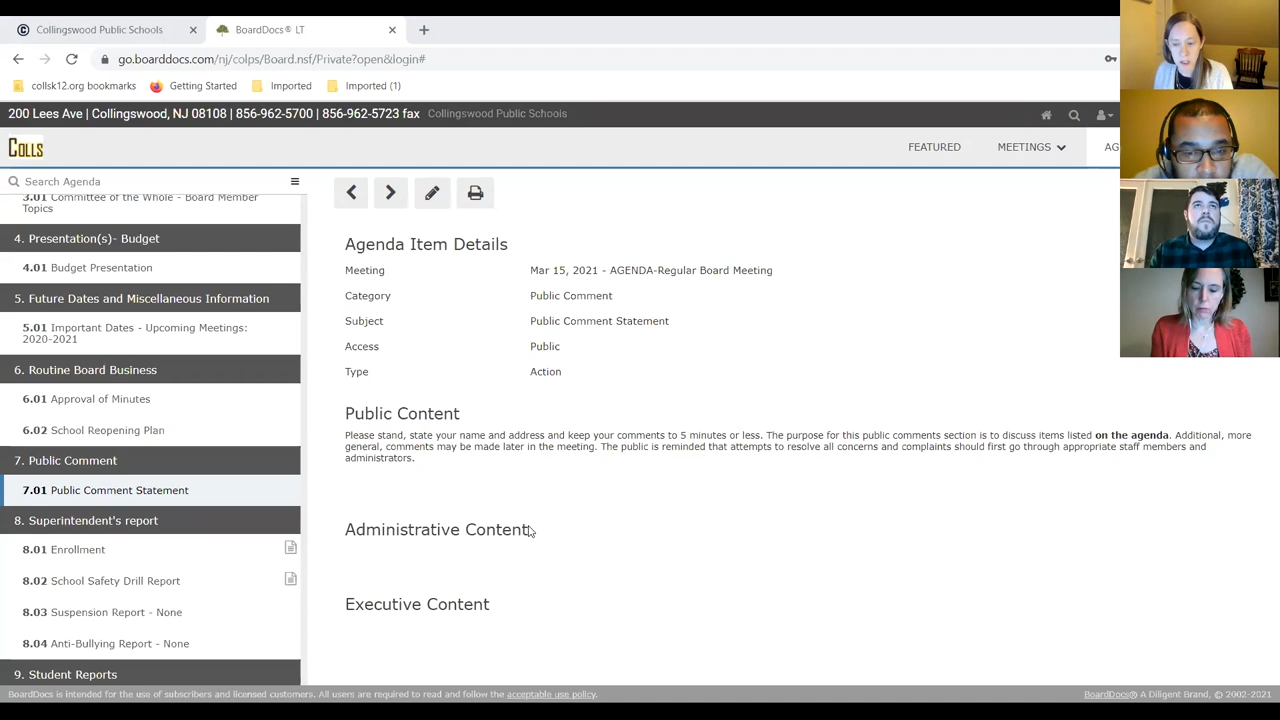 Collingswood Public Schools
BoardDocs® LT
go.boarddocs.com/nj/colps/Board.nsf/Private?open&login#
collsk12.org bookmarks
Getting Started
Imported
Imported (1)
200 Lees Ave | Collingswood, NJ 08108 | 856-962-5700 | 856-962-5723 fax
Collingswood Public Schools
COLLS
FEATURED
MEETINGS
AG
Search Agenda
3.01 Committee of the Whole - Board Member
Topics
4. Presentation(s)- Budget
4.01 Budget Presentation
5. Future Dates and Miscellaneous Information
5.01 Important Dates - Upcoming Meetings:
2020-2021
6. Routine Board Business
6.01 Approval of Minutes
6.02 School Reopening Plan
7. Public Comment
7.01 Public Comment Statement
8. Superintendent's report
8.01 Enrollment
8.02 School Safety Drill Report
8.03 Suspension Report - None
8.04 Anti-Bullying Report - None
9. Student Reports
Agenda Item Details
Meeting Mar 15, 2021 - AGENDA-Regular Board Meeting
Category Public Comment
Subject Public Comment Statement
Access Public
Type Action
Public Content
Please stand, state your name and address and keep your comments to 5 minutes or less. The purpose for this public comments section is to discuss items listed on the agenda. Additional, more
general, comments may be made later in the meeting. The public is reminded that attempts to resolve all concerns and complaints should first go through appropriate staff members and
administrators.
Administrative Content
Executive Content
BoardDocs is intended for the use of subscribers and licensed customers. All users are required to read and follow the acceptable use policy.
BoardDocs® A Diligent Brand, © 2002-2021